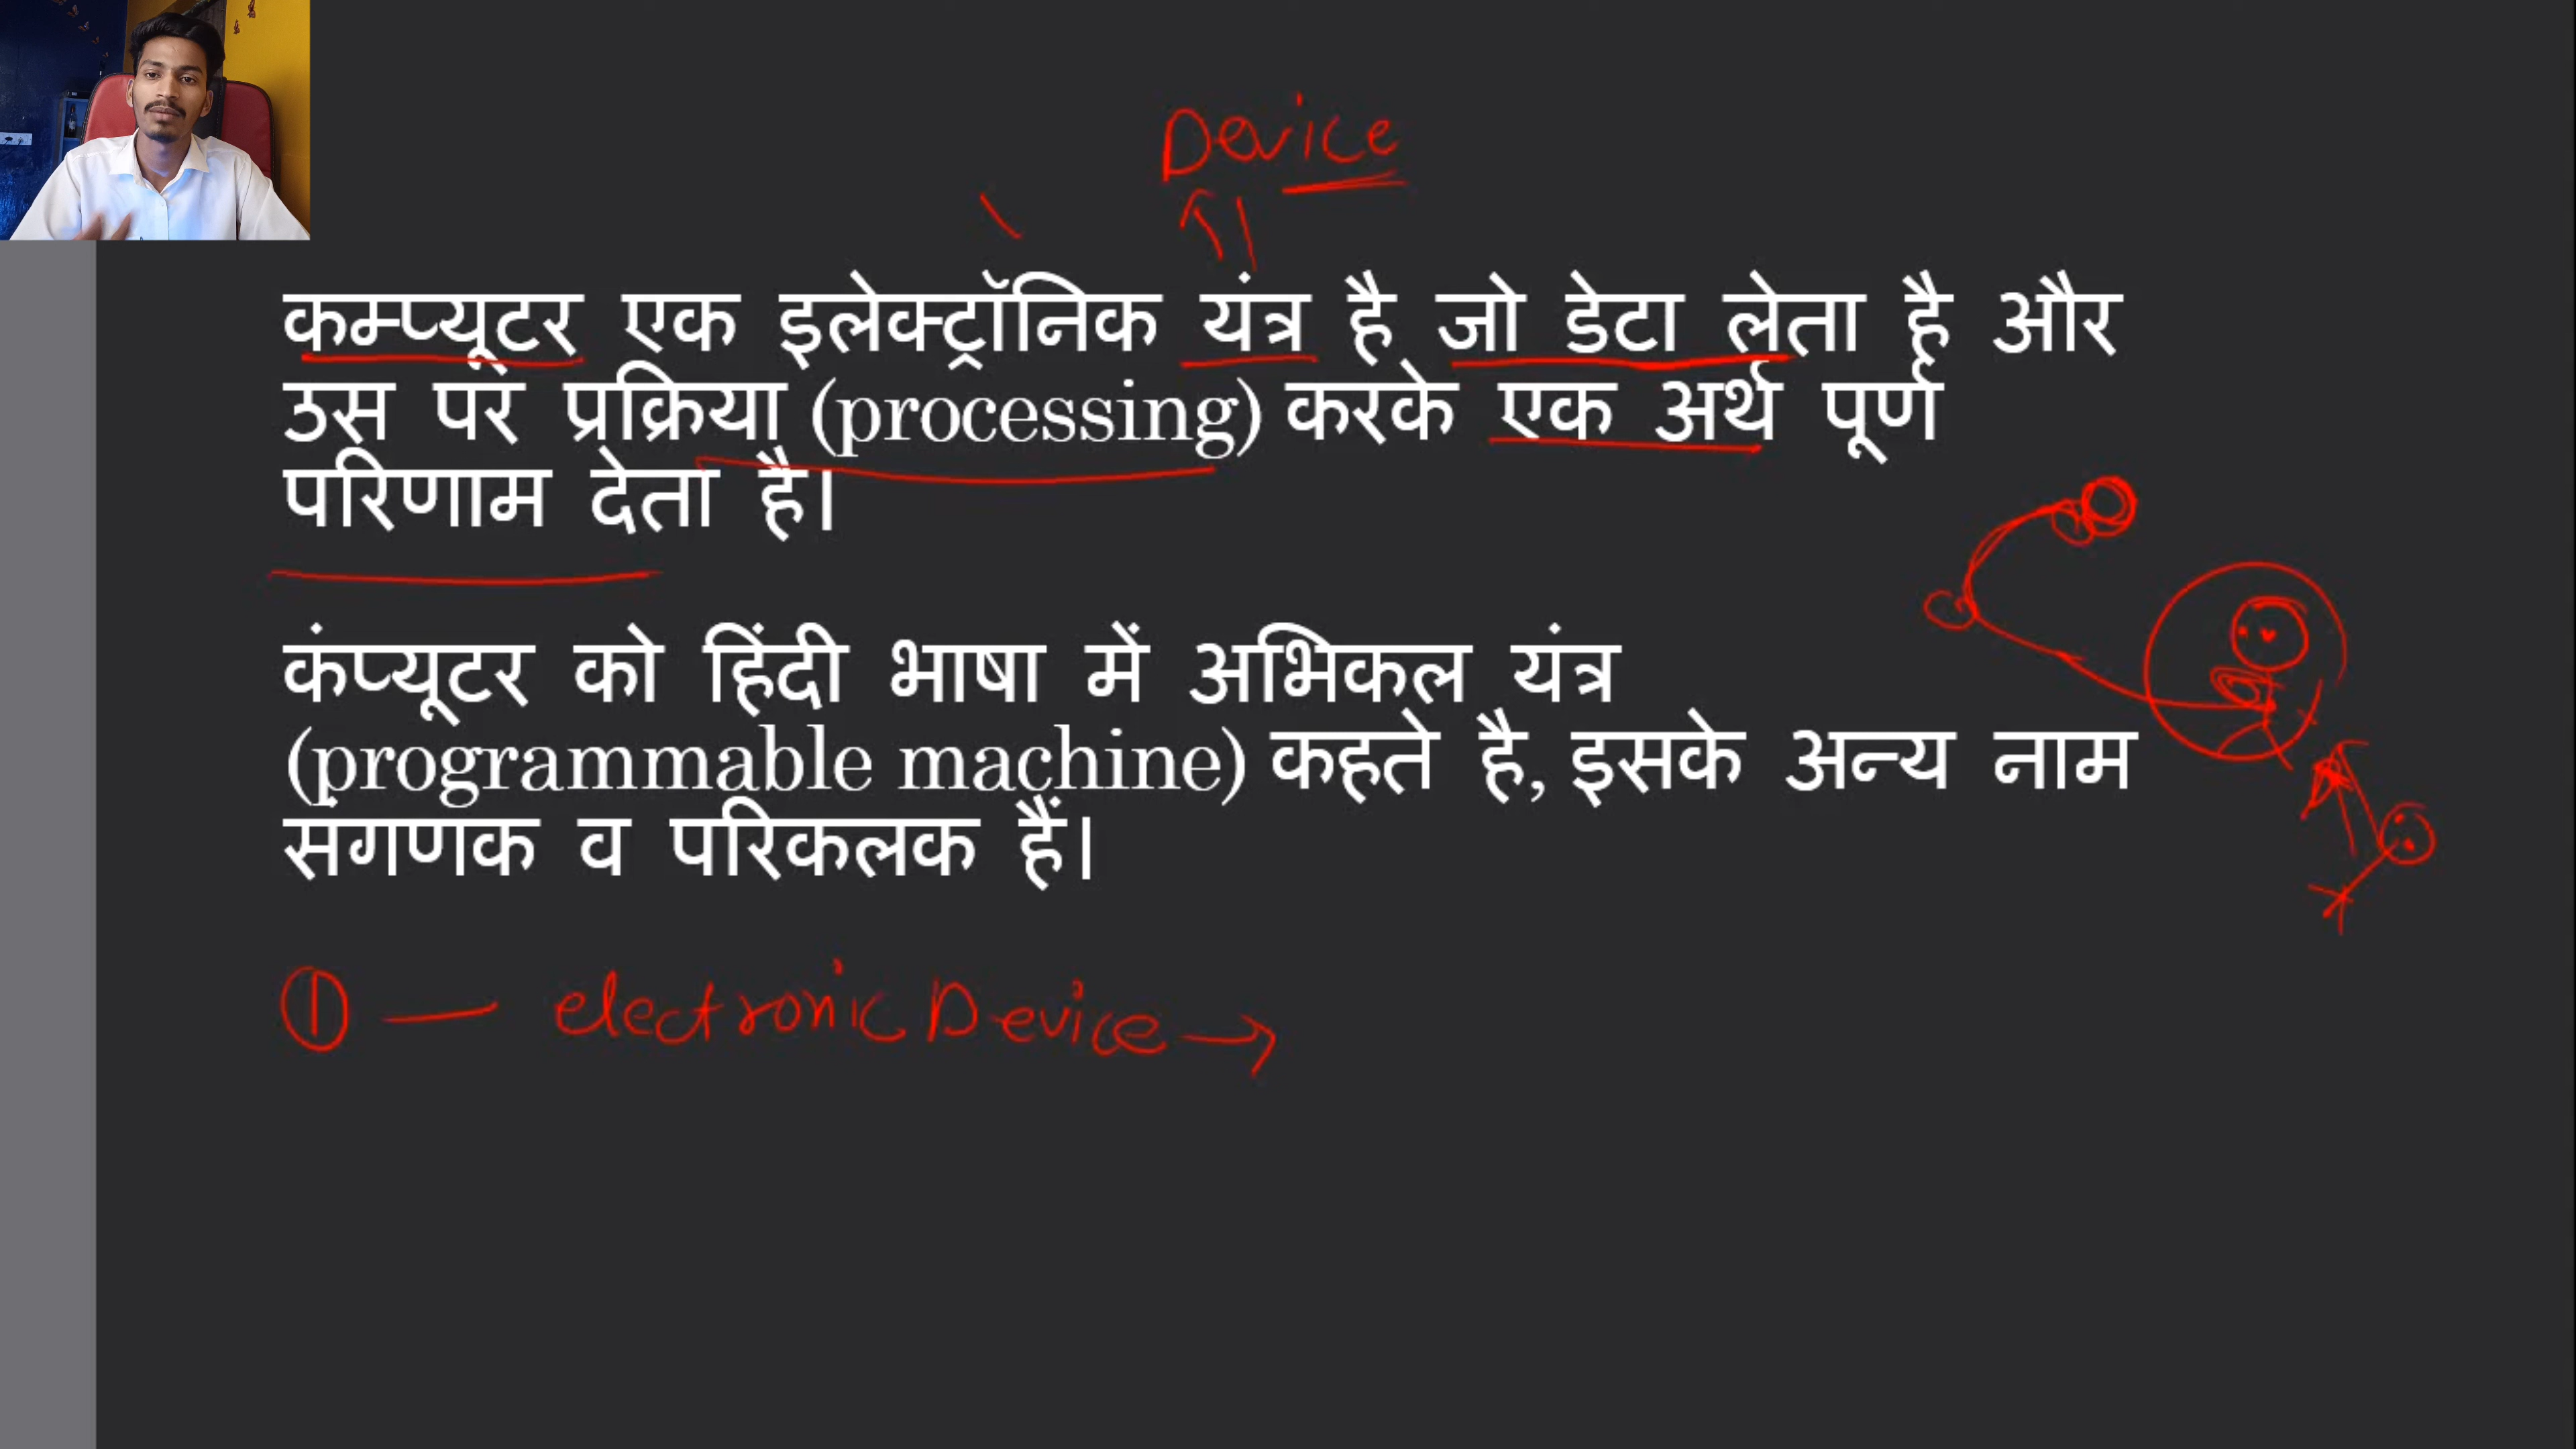 Device
कम्प्यूटर एक इलेक्ट्रॉनिक यंत्र है जो डेटा लेता है और
उस पर प्रक्रिया (processing) करके एक अर्थ पूर्ण
परिणाम देता है।
कंप्यूटर को हिंदी भाषा में अभिकल यंत्र
(programmable machine) कहते है, इसके अन्य नाम
संगणक व परिकलक हैं।
① — electronic Device →